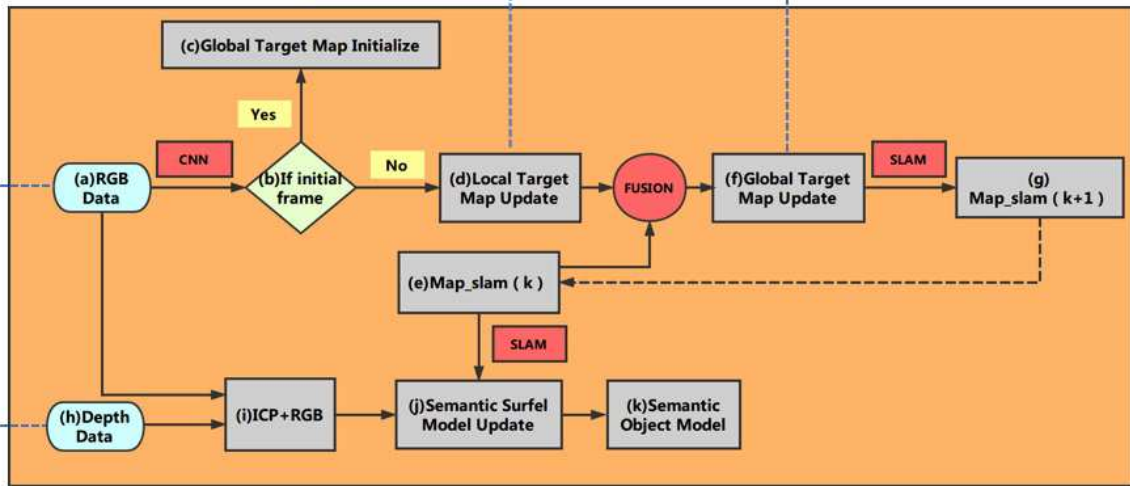 (c)Global Target Map Initialize
Yes
CNN
(a)RGB
Data
(b)If initial
frame
No
(d)Local Target
Map Update
FUSION
(f)Global Target
Map Update
SLAM
(g)
Map_slam ( k+1 )
(e)Map_slam ( k )
SLAM
(h)Depth
Data
(i)ICP+RGB
(j)Semantic Surfel
Model Update
(k)Semantic
Object Model